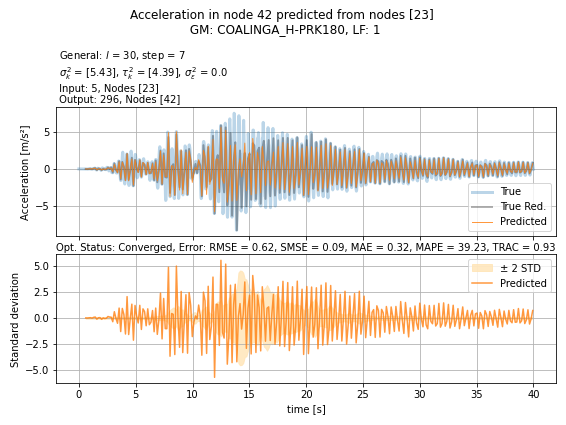 Acceleration in node 42 predicted from nodes [23]
GM: COALINGA_H-PRK180, LF: 1
General: l = 30, step = 7
σ²ₖ = [5.43], τ²ₖ = [4.39], σ²ε = 0.0
Input: 5, Nodes [23]
Output: 296, Nodes [42]
Acceleration [m/s²]
5
0
−5
True
True Red.
Predicted
Opt. Status: Converged, Error: RMSE = 0.62, SMSE = 0.09, MAE = 0.32, MAPE = 39.23, TRAC = 0.93
Standard deviation
5.0
2.5
0.0
−2.5
−5.0
± 2 STD
Predicted
0 5 10 15 20 25 30 35 40
time [s]